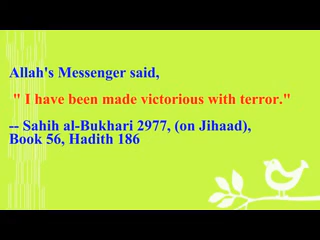 Allah's Messenger said,
" I have been made victorious with terror."
-- Sahih al-Bukhari 2977, (on Jihaad),
Book 56, Hadith 186